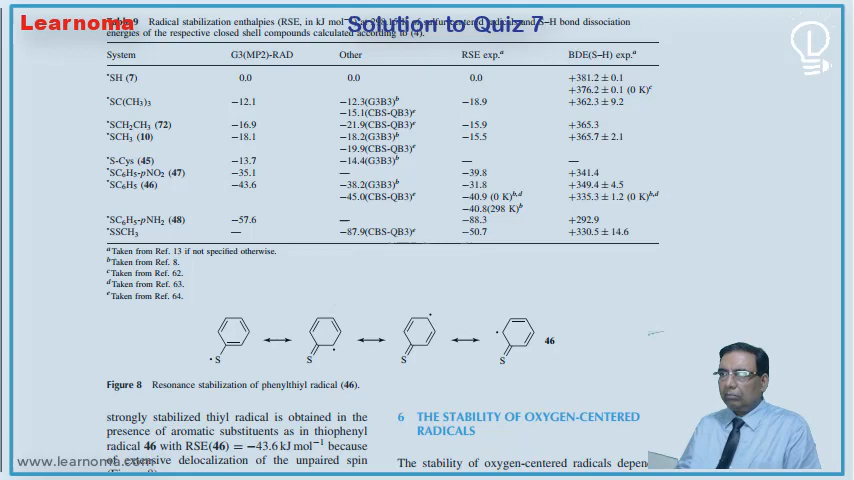 Learnoma
Solution to Quiz 7
Radical stabilization enthalpies (RSE, in kJ mol⁻¹
S–H bond dissociation
energies of the respective closed shell compounds calculated according to (4).
System G3(MP2)-RAD Other RSE exp.ᵃ BDE(S–H) exp.ᵃ
•SH (7) 0.0 0.0 0.0 +381.2 ± 0.1
+376.2 ± 0.1 (0 K)ᶜ
•SC(CH₃)₃ −12.1 −12.3(G3B3)ᵇ −18.9 +362.3 ± 9.2
−15.1(CBS-QB3)ᵉ
•SCH₂CH₃ (72) −16.9 −21.9(CBS-QB3)ᵉ −15.9 +365.3
•SCH₃ (10) −18.1 −18.2(G3B3)ᵇ −15.5 +365.7 ± 2.1
−19.9(CBS-QB3)ᵉ
•S-Cys (45) −13.7 −14.4(G3B3)ᵇ — —
•SC₆H₅-pNO₂ (47) −35.1 — −39.8 +341.4
•SC₆H₅ (46) −43.6 −38.2(G3B3)ᵇ −31.8 +349.4 ± 4.5
−45.0(CBS-QB3)ᵉ −40.9 (0 K)ᵇ,ᵈ +335.3 ± 1.2 (0 K)ᵇ,ᵈ
−40.8(298 K)ᵇ
•SC₆H₅-pNH₂ (48) −57.6 — −88.3 +292.9
•SSCH₃ — −87.9(CBS-QB3)ᵉ −50.7 +330.5 ± 14.6
ᵃTaken from Ref. 13 if not specified otherwise.
ᵇTaken from Ref. 8.
ᶜTaken from Ref. 62.
ᵈTaken from Ref. 63.
ᵉTaken from Ref. 64.
•S S S S 46
Figure 8 Resonance stabilization of phenylthiyl radical (46).
strongly stabilized thiyl radical is obtained in the
presence of aromatic substituents as in thiophenyl
radical 46 with RSE(46) = −43.6 kJ mol⁻¹ because
of extensive delocalization of the unpaired spin
www.learnoma.com
6 THE STABILITY OF OXYGEN-CENTERED
RADICALS
The stability of oxygen-centered radicals